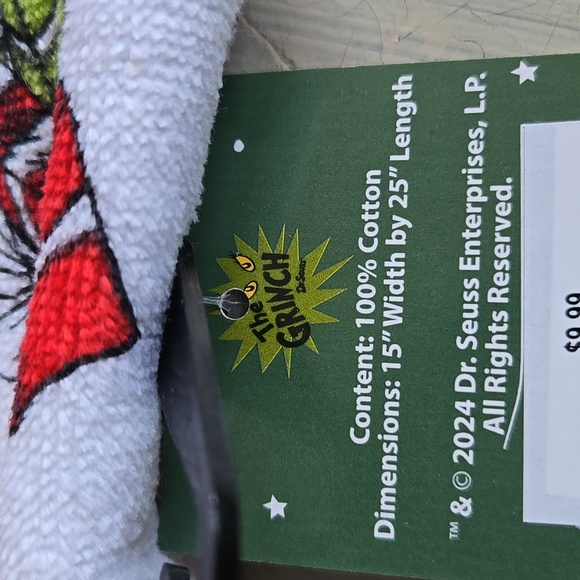 The
GRINCH
Dr. Seuss
Content: 100% Cotton
Dimensions: 15" Width by 25" Length
™ & © 2024 Dr. Seuss Enterprises, L.P.
All Rights Reserved.
$9.99